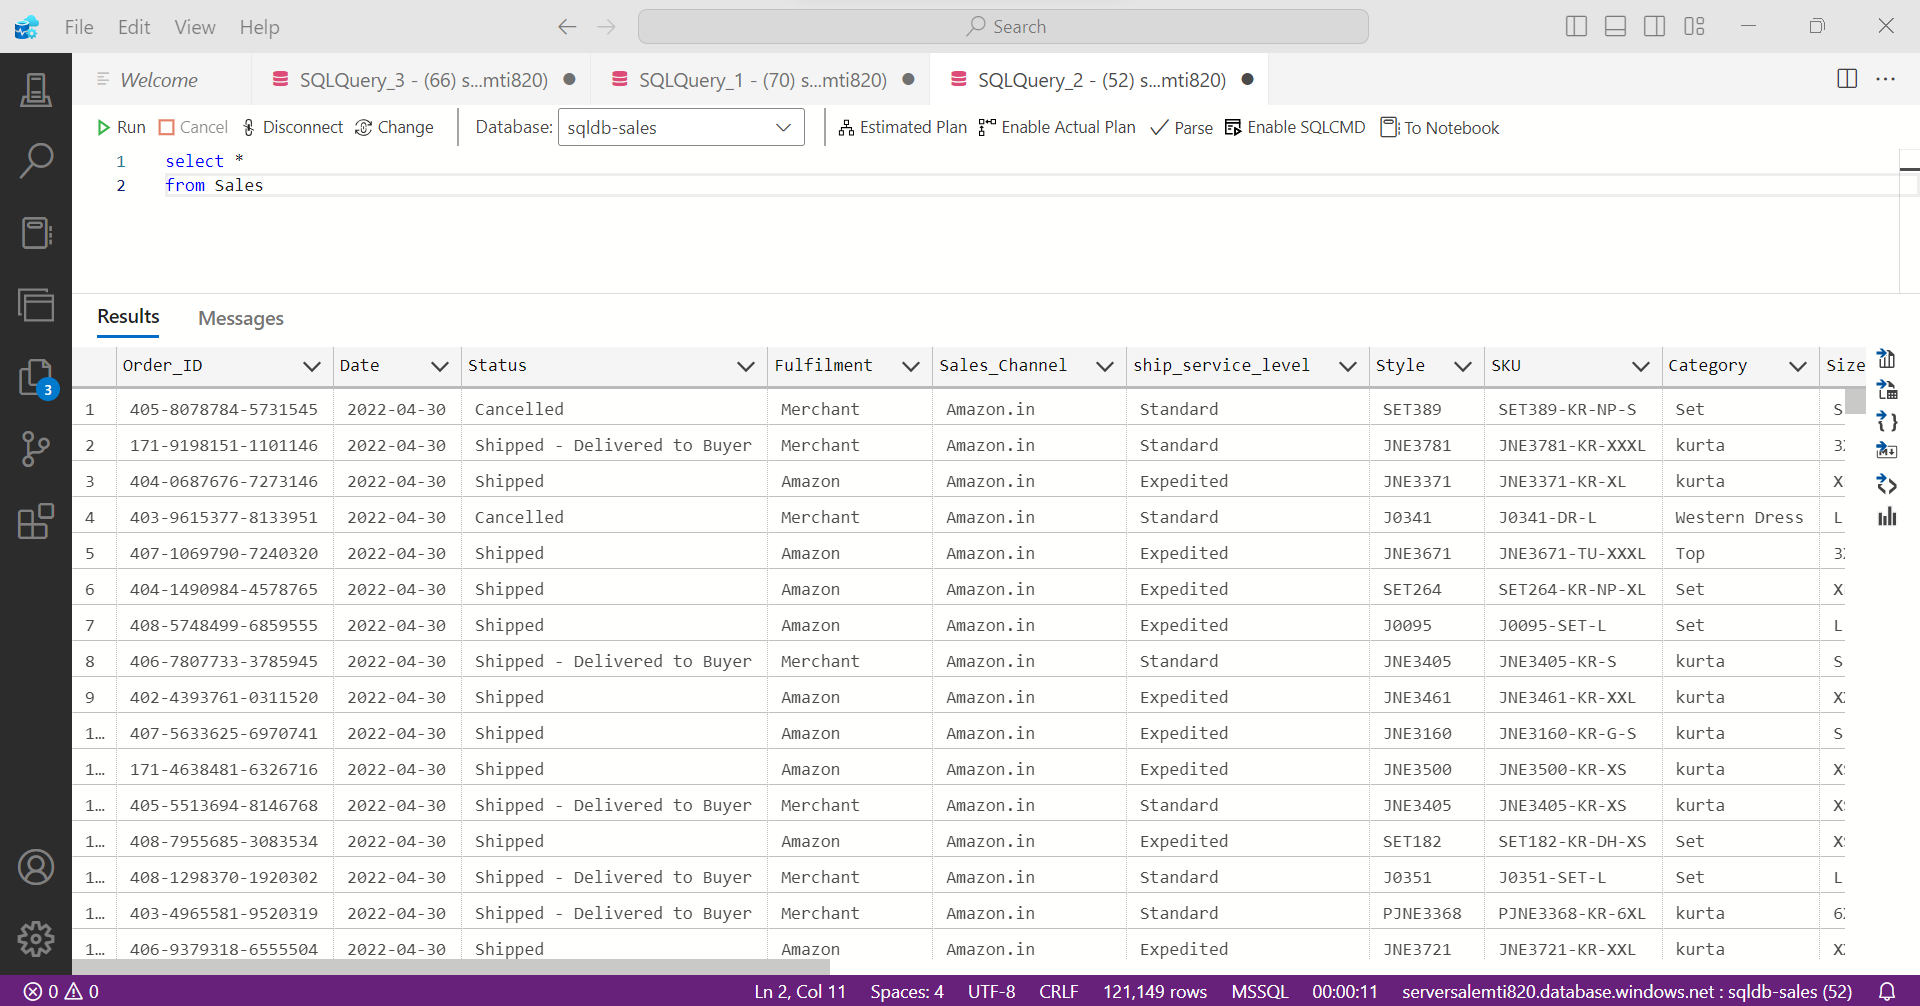 File Edit View Help Search
Welcome SQLQuery_3 - (66) s...mti820) SQLQuery_1 - (70) s...mti820) SQLQuery_2 - (52) s...mti820)
Run Cancel Disconnect Change Database: sqldb-sales Estimated Plan Enable Actual Plan Parse Enable SQLCMD To Notebook
1 select *
2 from Sales
Results Messages
Order_ID Date Status Fulfilment Sales_Channel ship_service_level Style SKU Category Size
1 405-8078784-5731545 2022-04-30 Cancelled Merchant Amazon.in Standard SET389 SET389-KR-NP-S Set S
2 171-9198151-1101146 2022-04-30 Shipped - Delivered to Buyer Merchant Amazon.in Standard JNE3781 JNE3781-KR-XXXL kurta
3 404-0687676-7273146 2022-04-30 Shipped Amazon Amazon.in Expedited JNE3371 JNE3371-KR-XL kurta
4 403-9615377-8133951 2022-04-30 Cancelled Merchant Amazon.in Standard J0341 J0341-DR-L Western Dress L
5 407-1069790-7240320 2022-04-30 Shipped Amazon Amazon.in Expedited JNE3671 JNE3671-TU-XXXL Top
6 404-1490984-4578765 2022-04-30 Shipped Amazon Amazon.in Expedited SET264 SET264-KR-NP-XL Set
7 408-5748499-6859555 2022-04-30 Shipped Amazon Amazon.in Expedited J0095 J0095-SET-L Set L
8 406-7807733-3785945 2022-04-30 Shipped - Delivered to Buyer Merchant Amazon.in Standard JNE3405 JNE3405-KR-S kurta S
9 402-4393761-0311520 2022-04-30 Shipped Amazon Amazon.in Expedited JNE3461 JNE3461-KR-XXL kurta
1... 407-5633625-6970741 2022-04-30 Shipped Amazon Amazon.in Expedited JNE3160 JNE3160-KR-G-S kurta S
1... 171-4638481-6326716 2022-04-30 Shipped Amazon Amazon.in Expedited JNE3500 JNE3500-KR-XS kurta
1... 405-5513694-8146768 2022-04-30 Shipped - Delivered to Buyer Merchant Amazon.in Standard JNE3405 JNE3405-KR-XS kurta
1... 408-7955685-3083534 2022-04-30 Shipped Amazon Amazon.in Expedited SET182 SET182-KR-DH-XS Set
1... 408-1298370-1920302 2022-04-30 Shipped - Delivered to Buyer Merchant Amazon.in Standard J0351 J0351-SET-L Set L
1... 403-4965581-9520319 2022-04-30 Shipped - Delivered to Buyer Merchant Amazon.in Standard PJNE3368 PJNE3368-KR-6XL kurta
1... 406-9379318-6555504 2022-04-30 Shipped Amazon Amazon.in Expedited JNE3721 JNE3721-KR-XXL kurta
3
0 0 Ln 2, Col 11 Spaces: 4 UTF-8 CRLF 121,149 rows MSSQL 00:00:11 serversalemti820.database.windows.net : sqldb-sales (52)